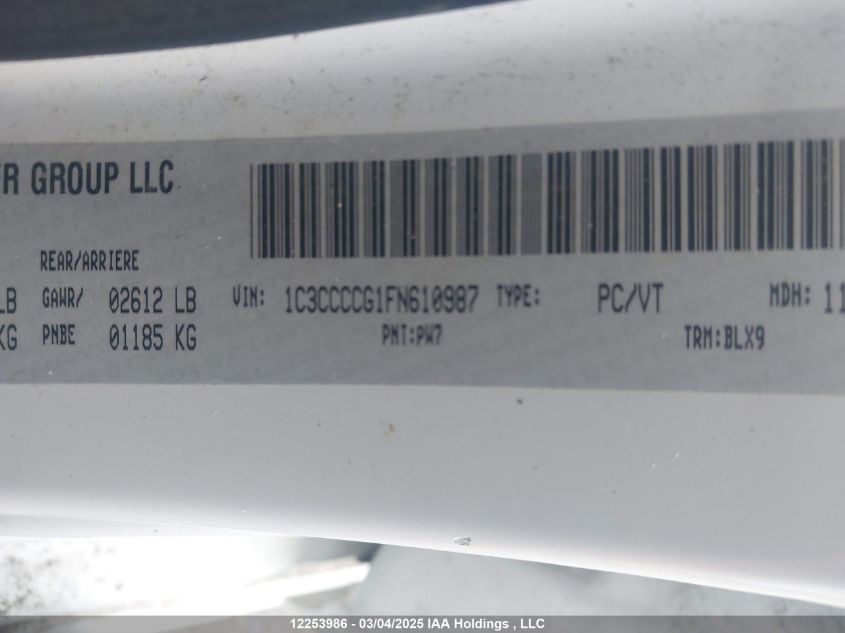 GROUP LLC
REAR/ARRIERE
LB GAWR/ 02612 LB VIN: 1C3CCCCG1FN610987 TYPE: PC/VT MDH: 11
KG PNBE 01185 KG PNT:PW7 TRM:BLX9
12253986 - 03/04/2025 IAA Holdings , LLC